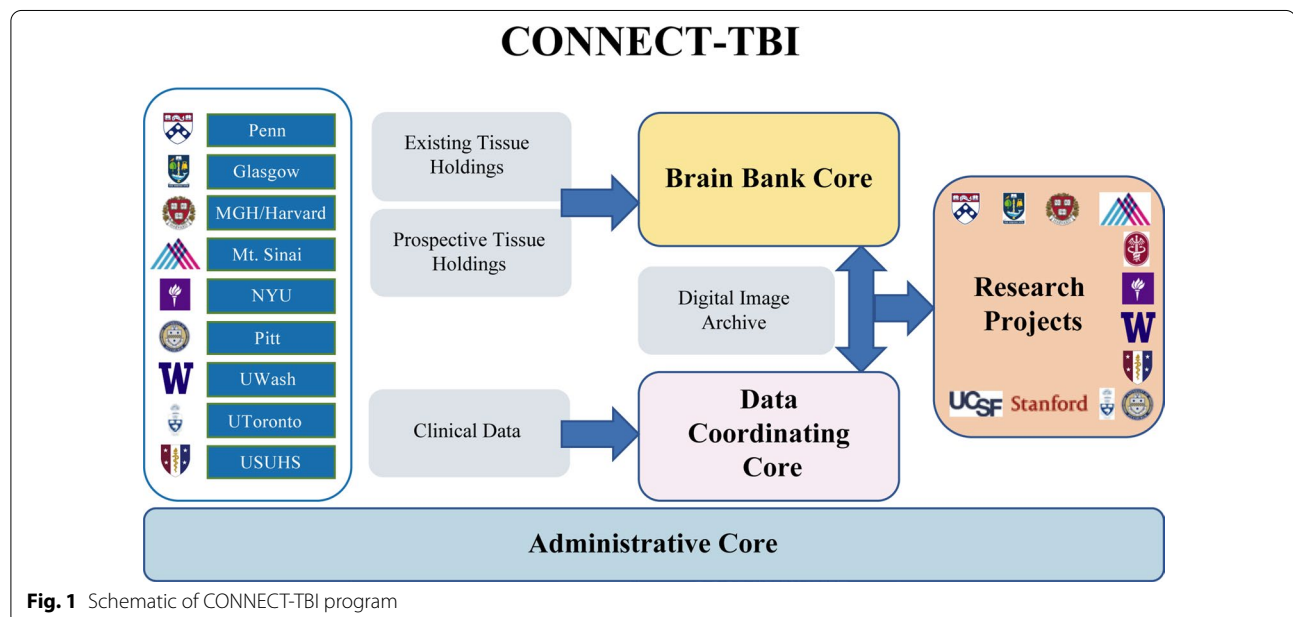 CONNECT-TBI
Penn
Glasgow
MGH/Harvard
Mt. Sinai
NYU
Pitt
W
UWash
UToronto
USUHS
Existing Tissue
Holdings
Prospective Tissue
Holdings
Clinical Data
Brain Bank Core
Digital Image
Archive
Data
Coordinating
Core
Research
Projects
W
UCSF
Stanford
Administrative Core
Fig. 1 Schematic of CONNECT-TBI program